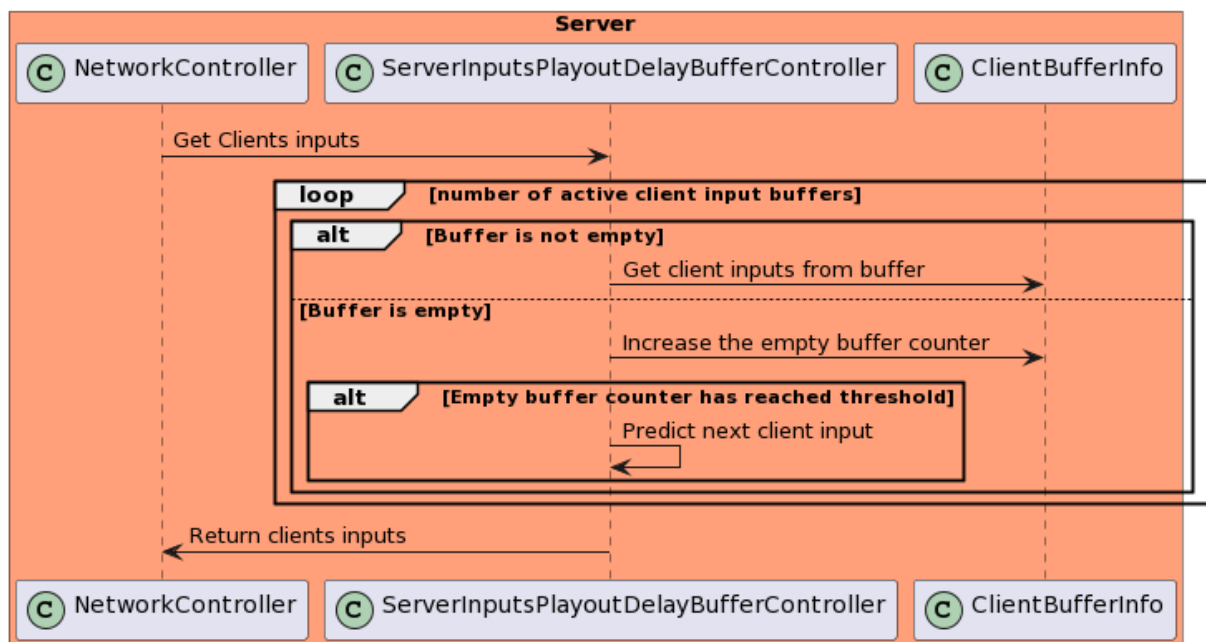 Server
C NetworkController
C ServerInputsPlayoutDelayBufferController
C ClientBufferInfo
Get Clients inputs
loop [number of active client input buffers]
alt [Buffer is not empty]
Get client inputs from buffer
[Buffer is empty]
Increase the empty buffer counter
alt [Empty buffer counter has reached threshold]
Predict next client input
Return clients inputs
C NetworkController
C ServerInputsPlayoutDelayBufferController
C ClientBufferInfo